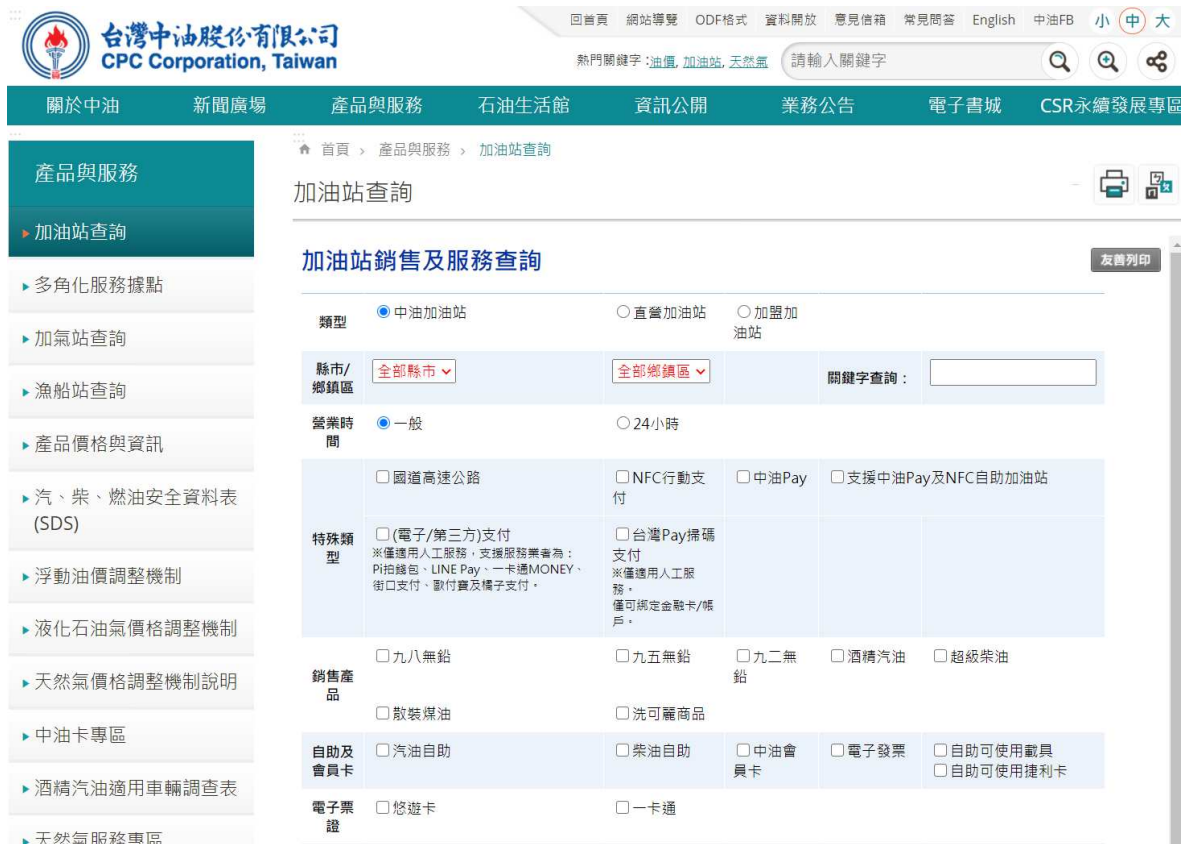 回首頁 網站導覽 ODF格式 資料開放 意見信箱 常見問答 English 中油FB 小 中 大
台灣中油股份有限公司
CPC Corporation, Taiwan
熱門關鍵字：油價, 加油站, 天然氣 請輸入關鍵字
關於中油 新聞廣場 產品與服務 石油生活館 資訊公開 業務公告 電子書城 CSR永續發展專區
首頁 › 產品與服務 › 加油站查詢
產品與服務
加油站查詢
多角化服務據點
加氣站查詢
漁船站查詢
產品價格與資訊
汽、柴、燃油安全資料表
(SDS)
浮動油價調整機制
液化石油氣價格調整機制
天然氣價格調整機制說明
中油卡專區
酒精汽油適用車輛調查表
天然氣服務專區
加油站查詢
加油站銷售及服務查詢
友善列印
類型 中油加油站 直營加油站 加盟加
油站
縣市/
鄉鎮區 全部縣市 全部鄉鎮區 關鍵字查詢：
營業時
間 一般 24小時
特殊類
型
國道高速公路 NFC行動支
付 中油Pay 支援中油Pay及NFC自助加油站
(電子/第三方)支付
※僅適用人工服務，支援服務業者為：
Pi拍錢包、LINE Pay、一卡通MONEY、
街口支付、歐付寶及橘子支付。
台灣Pay掃碼
支付
※僅適用人工服
務。
僅可綁定金融卡/帳
戶。
銷售產
品
九八無鉛 九五無鉛 九二無
鉛 酒精汽油 超級柴油
散裝煤油 洗可麗商品
自助及
會員卡
汽油自助 柴油自助 中油會
員卡 電子發票 自助可使用載具
自助可使用捷利卡
電子票
證 悠遊卡 一卡通